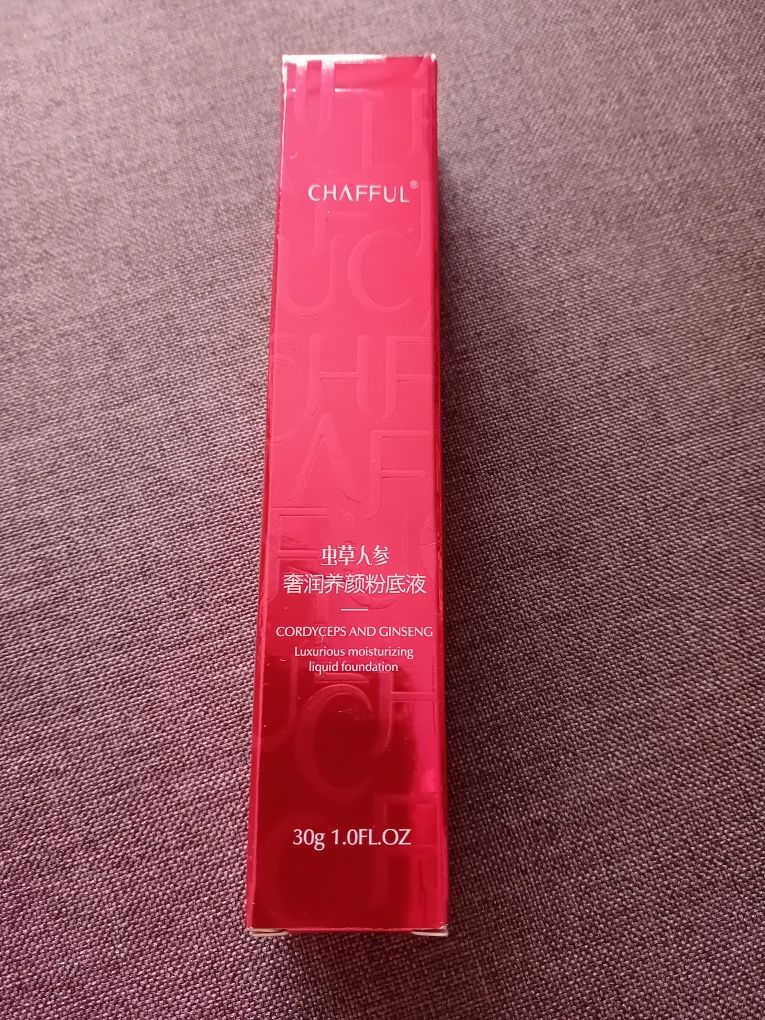 CHAFFUL®
虫草人参
奢润养颜粉底液
CORDYCEPS AND GINSENG
Luxurious moisturizing
liquid foundation
30g 1.0FL.OZ